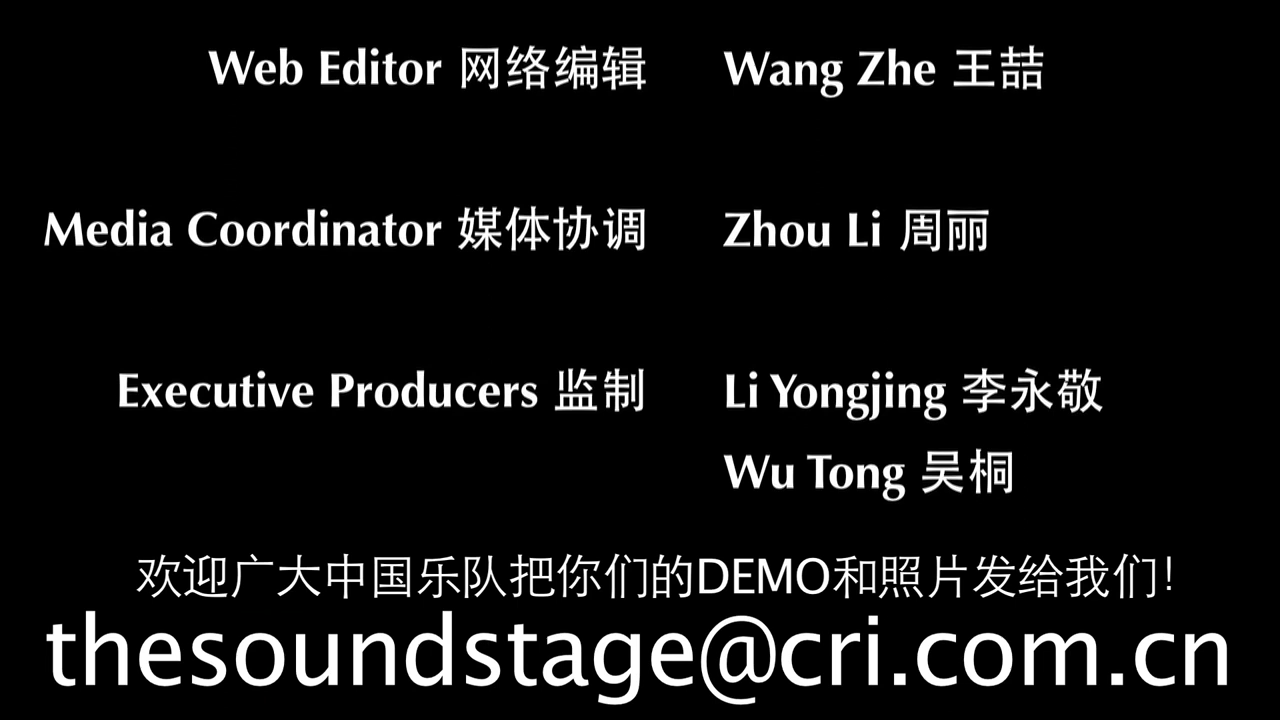 Web Editor 网络编辑 Wang Zhe 王喆
Media Coordinator 媒体协调 Zhou Li 周丽
Executive Producers 监制 Li Yongjing 李永敬
Wu Tong 吴桐
欢迎广大中国乐队把你们的DEMO和照片发给我们！
thesoundstage@cri.com.cn